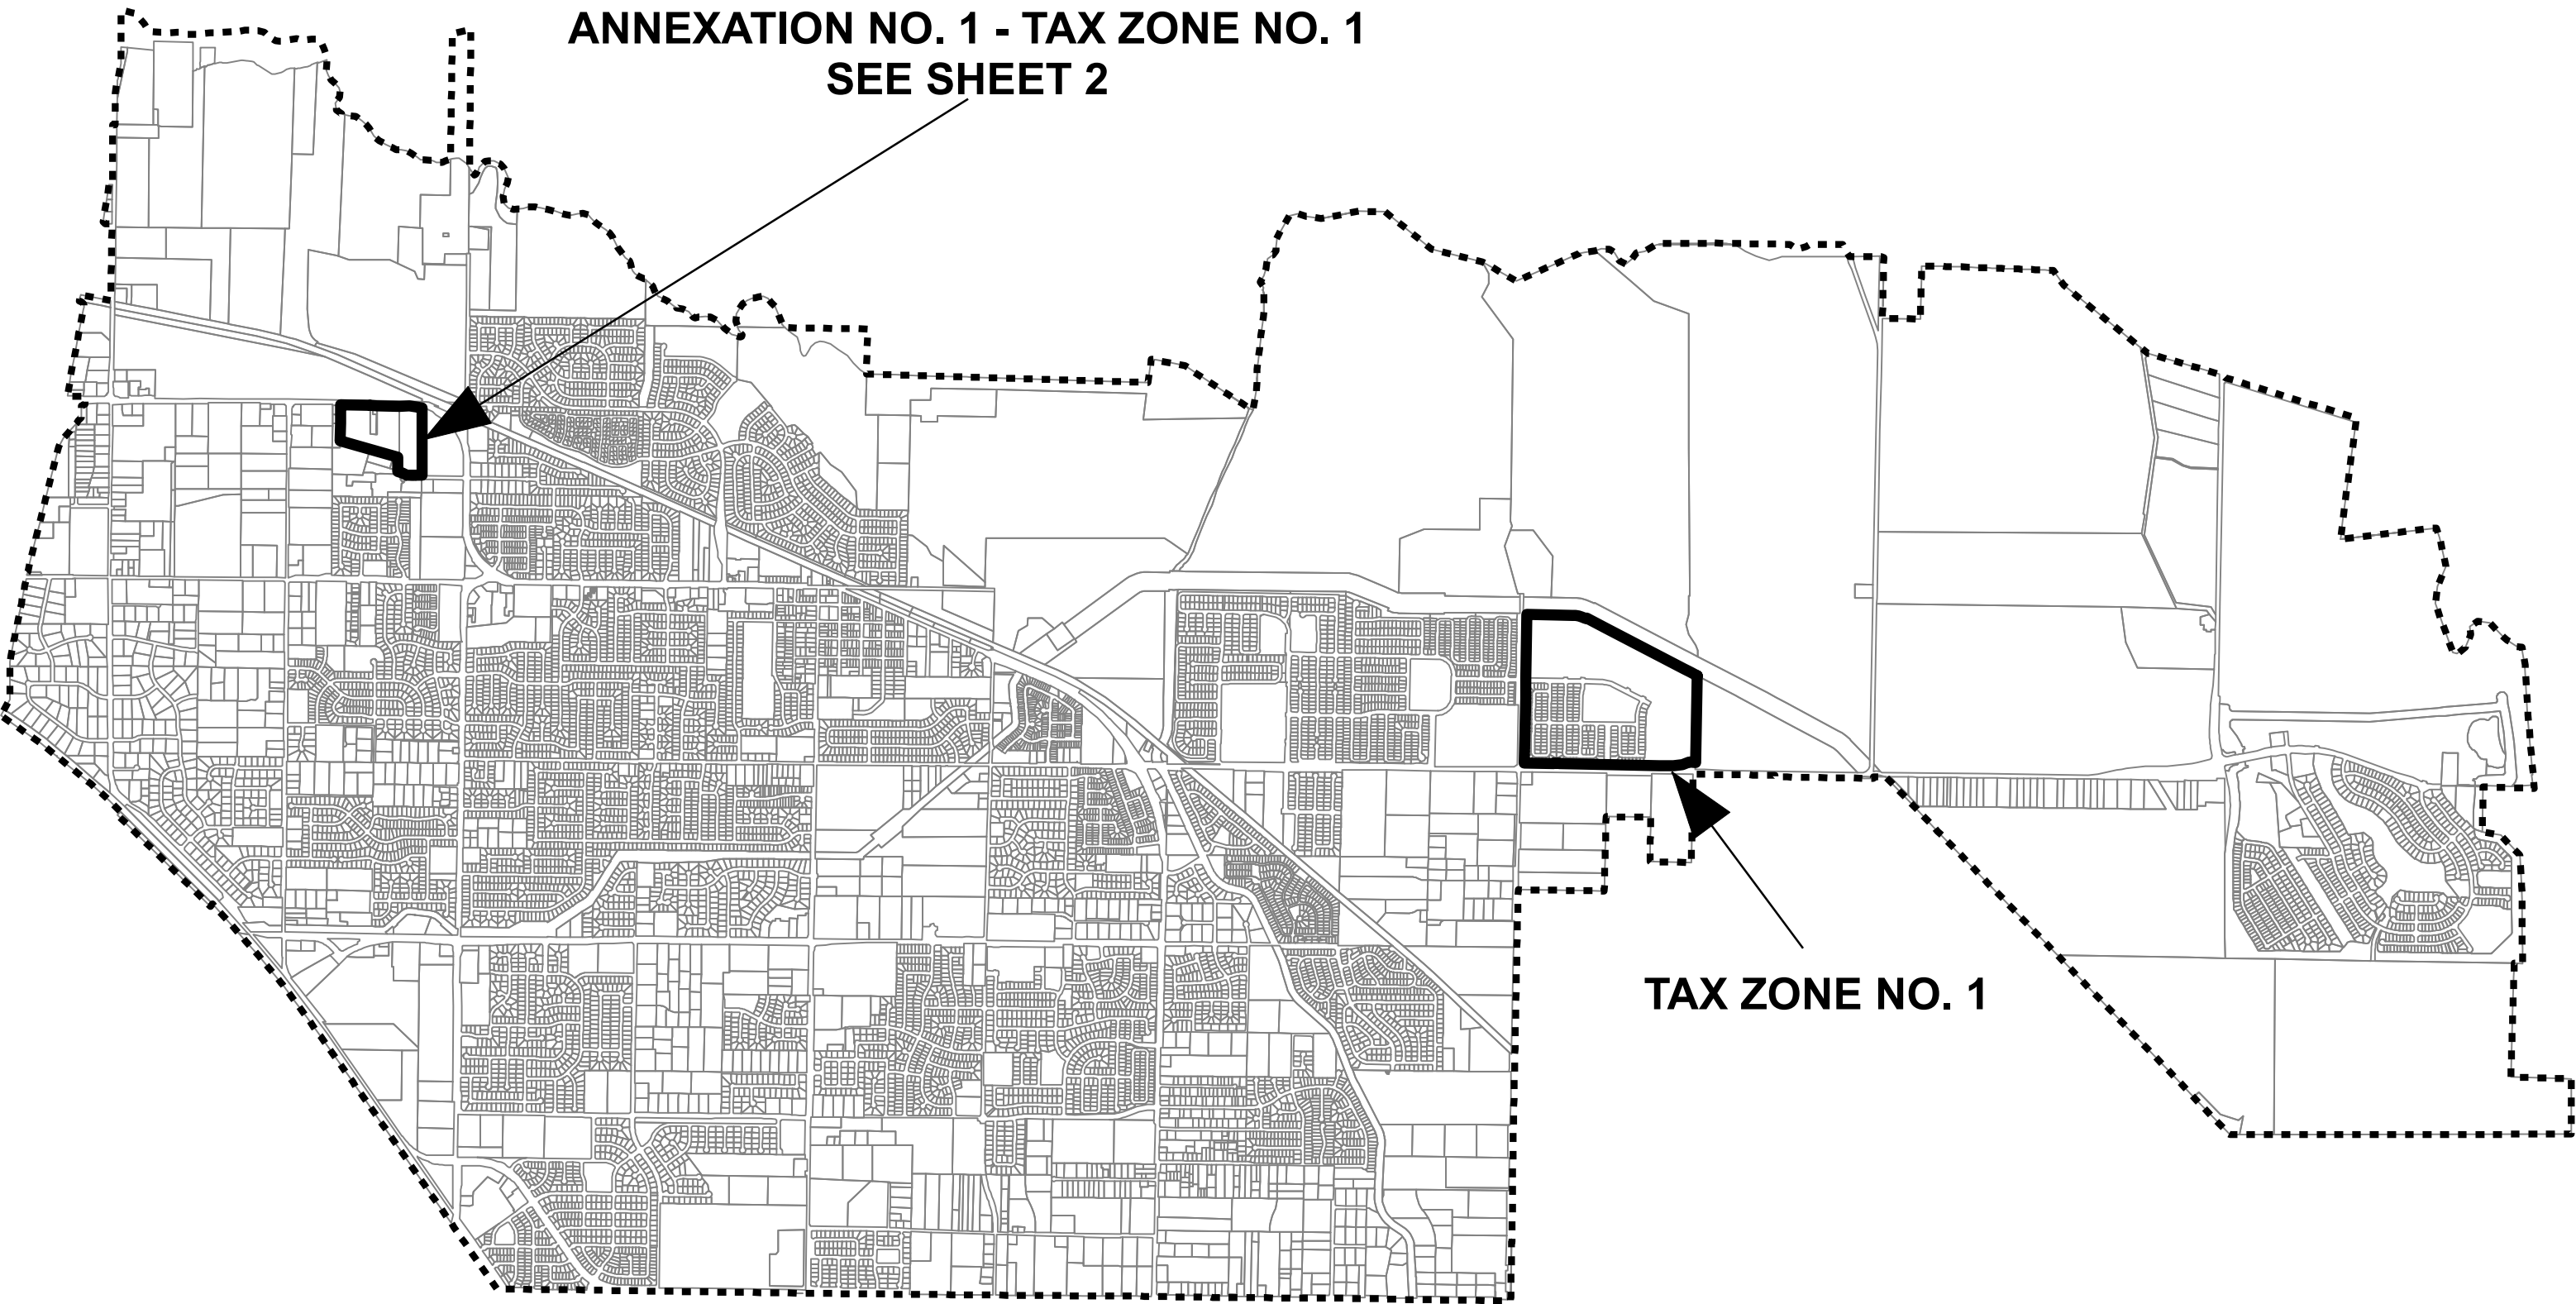 ANNEXATION NO. 1 - TAX ZONE NO. 1
SEE SHEET 2
TAX ZONE NO. 1